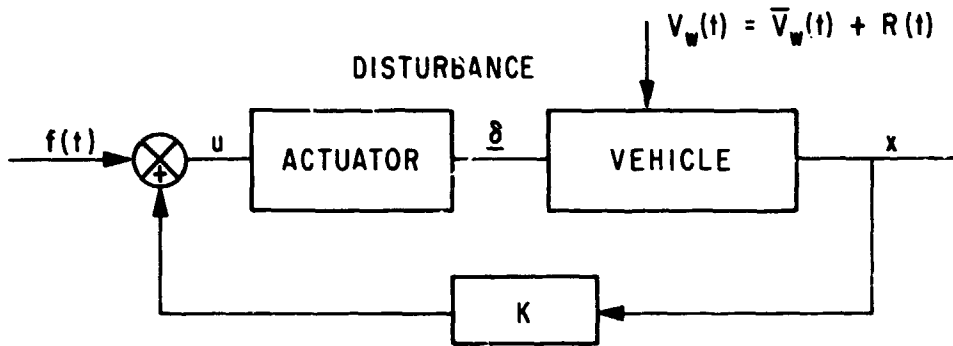 V_w(t) = V̅_w(t) + R(t)
DISTURBANCE
f(t)
+
u
ACTUATOR
δ
VEHICLE
x
K